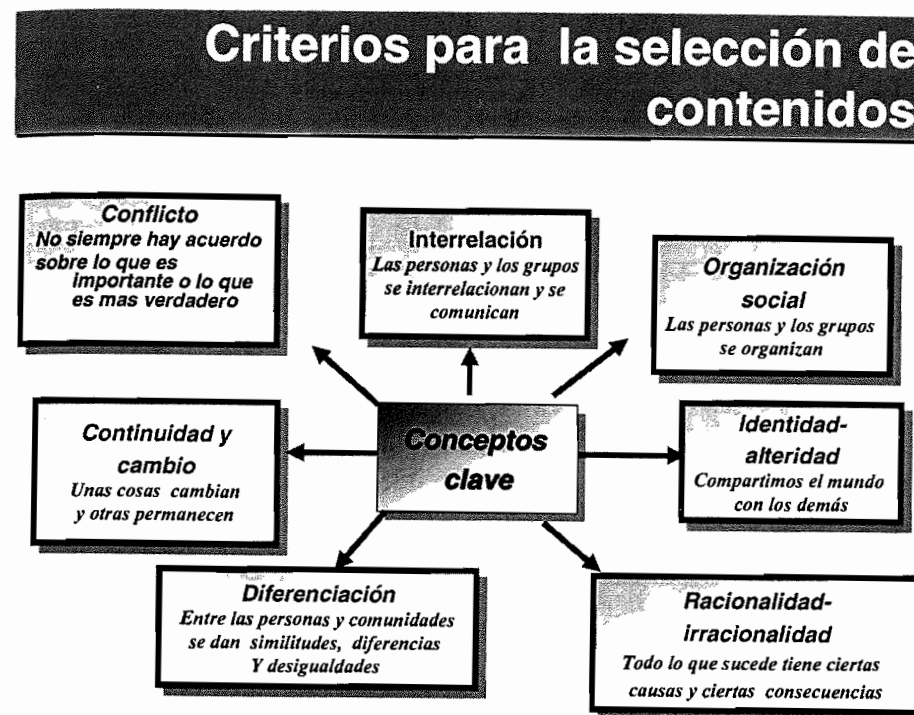 Criterios para la selección de
contenidos
Conflicto
No siempre hay acuerdo
sobre lo que es
importante o lo que
es mas verdadero
Interrelación
Las personas y los grupos
se interrelacionan y se
comunican
Organización
social
Las personas y los grupos
se organizan
Continuidad y
cambio
Unas cosas cambian
y otras permanecen
Conceptos
clave
Identidad-
alteridad
Compartimos el mundo
con los demás
Diferenciación
Entre las personas y comunidades
se dan similitudes, diferencias
Y desigualdades
Racionalidad-
irracionalidad
Todo lo que sucede tiene ciertas
causas y ciertas consecuencias